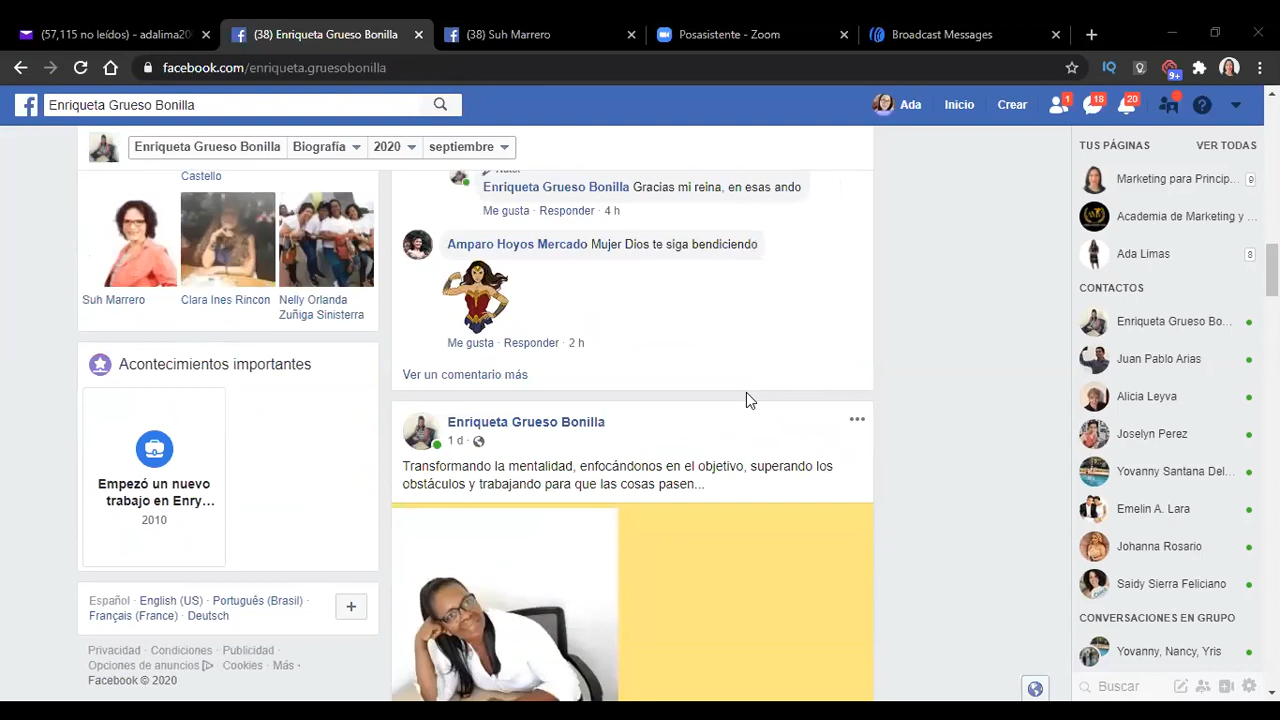 (57,115 no leídos) - adalima20
(38) Enriqueta Grueso Bonilla
(38) Suh Marrero
Posasistente - Zoom
Broadcast Messages
facebook.com/enriqueta.gruesobonilla
9+
Enriqueta Grueso Bonilla
Ada
Inicio
Crear
1
18
20
Enriqueta Grueso Bonilla
Biografía
2020
septiembre
Castello
Suh Marrero
Clara Ines Rincon
Nelly Orlanda
Zuñiga Sinisterra
Acontecimientos importantes
Empezó un nuevo
trabajo en Enry...
2010
Español · English (US) · Português (Brasil) ·
Français (France) · Deutsch
Privacidad · Condiciones · Publicidad ·
Opciones de anuncios · Cookies · Más ·
Facebook © 2020
Enriqueta Grueso Bonilla Gracias mi reina, en esas ando
Me gusta · Responder · 4 h
Amparo Hoyos Mercado Mujer Dios te siga bendiciendo
Me gusta · Responder · 2 h
Ver un comentario más
Enriqueta Grueso Bonilla
1 d ·
Transformando la mentalidad, enfocándonos en el objetivo, superando los
obstáculos y trabajando para que las cosas pasen...
TUS PÁGINAS
VER TODAS
Marketing para Princip...
9
Academia de Marketing y ...
Ada Limas
8
CONTACTOS
Enriqueta Grueso Bo...
Juan Pablo Arias
Alicia Leyva
Joselyn Perez
Yovanny Santana Del...
Emelin A. Lara
Johanna Rosario
Saidy Sierra Feliciano
CONVERSACIONES EN GRUPO
Yovanny, Nancy, Yris
Buscar